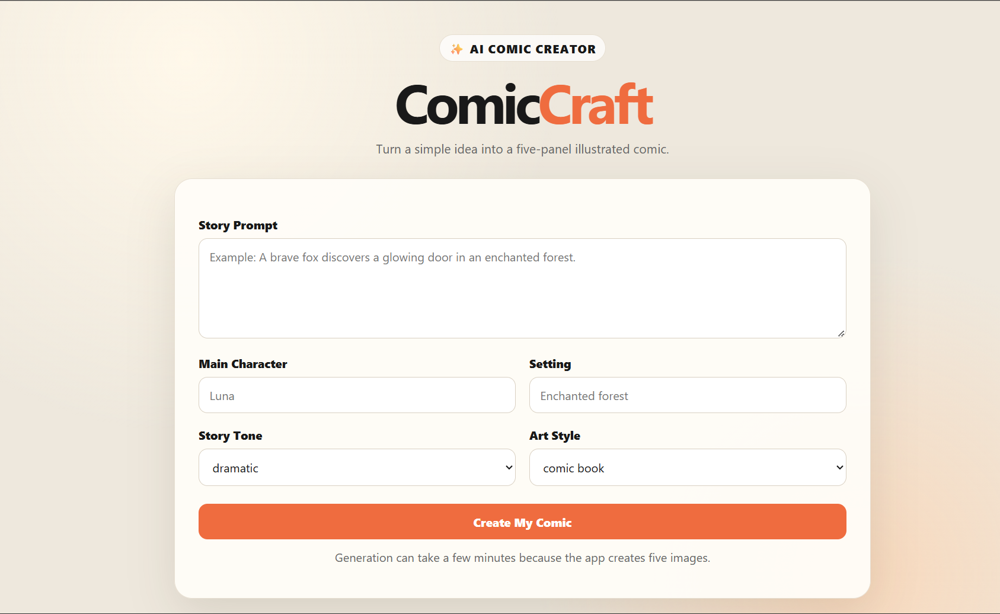 ✨ AI COMIC CREATOR
ComicCraft
Turn a simple idea into a five-panel illustrated comic.
Story Prompt
Example: A brave fox discovers a glowing door in an enchanted forest.
Main Character
Setting
Luna
Enchanted forest
Story Tone
Art Style
dramatic
comic book
Create My Comic
Generation can take a few minutes because the app creates five images.